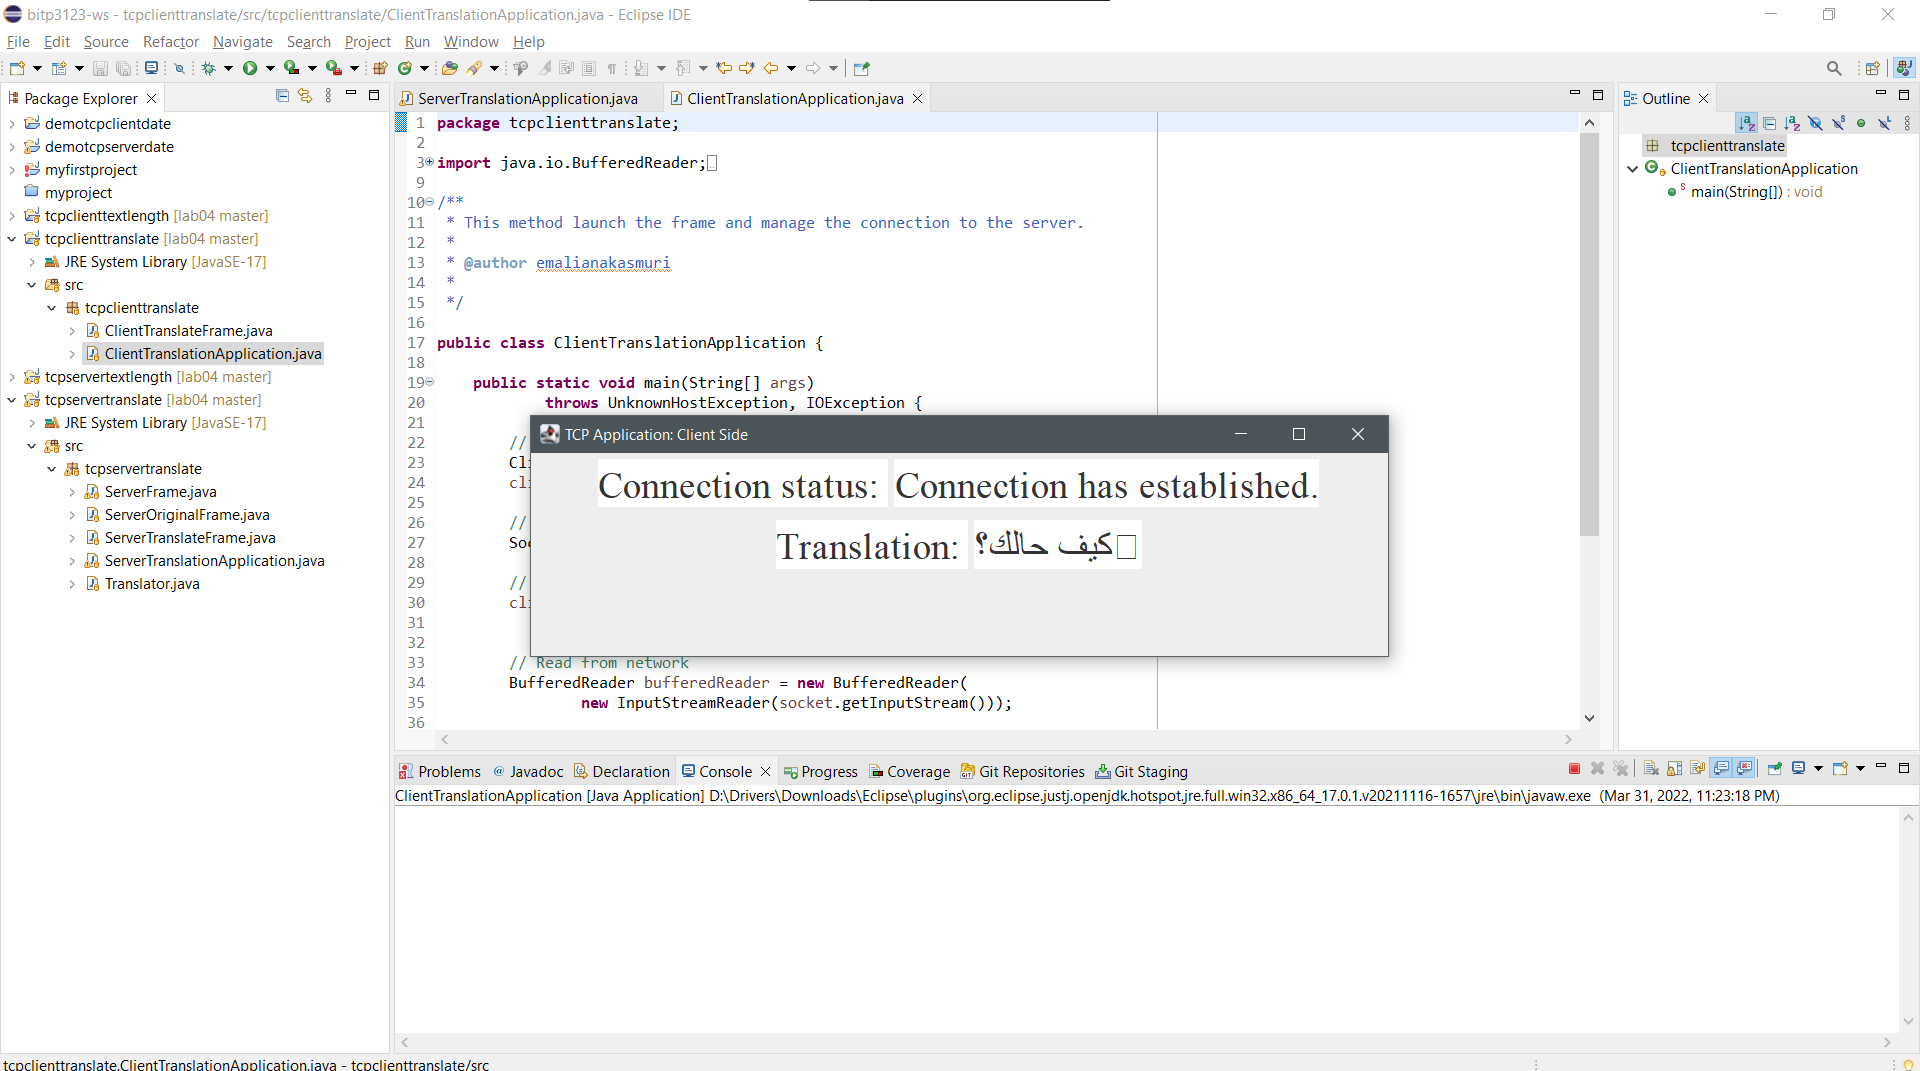 bitp3123-ws - tcpclienttranslate/src/tcpclienttranslate/ClientTranslationApplication.java - Eclipse IDE
File Edit Source Refactor Navigate Search Project Run Window Help
Package Explorer
demotcpclientdate
demotcpserverdate
myfirstproject
myproject
tcpclienttextlength [lab04 master]
tcpclienttranslate [lab04 master]
JRE System Library [JavaSE-17]
src
tcpclienttranslate
ClientTranslateFrame.java
ClientTranslationApplication.java
tcpservertextlength [lab04 master]
tcpservertranslate [lab04 master]
JRE System Library [JavaSE-17]
src
tcpservertranslate
ServerFrame.java
ServerOriginalFrame.java
ServerTranslateFrame.java
ServerTranslationApplication.java
Translator.java
ServerTranslationApplication.java ClientTranslationApplication.java
1 package tcpclienttranslate;
2
3 import java.io.BufferedReader;
9
10 /**
11 * This method launch the frame and manage the connection to the server.
12 *
13 * @author emalianakasmuri
14 *
15 */
16
17 public class ClientTranslationApplication {
18
19 public static void main(String[] args)
20 throws UnknownHostException, IOException {
21
22 //
23 Cli
24 cli
25
26 //
27 Soc
28
29 //
30 cli
31
32
33 // Read from network
34 BufferedReader bufferedReader = new BufferedReader(
35 new InputStreamReader(socket.getInputStream()));
36
TCP Application: Client Side
Connection status: Connection has established.
Translation: كيف حالك؟
Outline
tcpclienttranslate
ClientTranslationApplication
main(String[]) : void
Problems Javadoc Declaration Console Progress Coverage Git Repositories Git Staging
ClientTranslationApplication [Java Application] D:\Drivers\Downloads\Eclipse\plugins\org.eclipse.justj.openjdk.hotspot.jre.full.win32.x86_64_17.0.1.v20211116-1657\jre\bin\javaw.exe (Mar 31, 2022, 11:23:18 PM)
tcpclienttranslate.ClientTranslationApplication.java - tcpclienttranslate/src